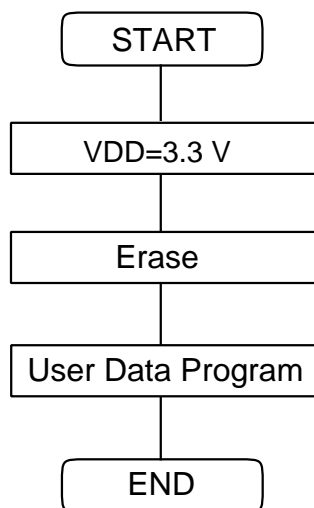 START
VDD=3.3 V
Erase
User Data Program
END